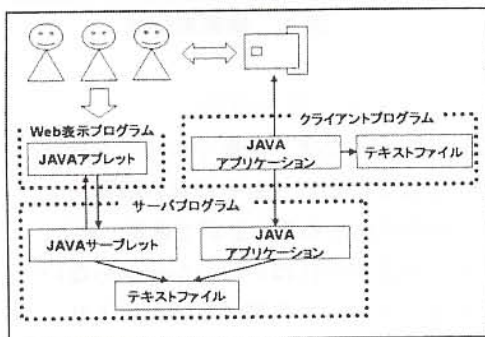 クライアントプログラム
Web表示プログラム
JAVAアプレット
JAVA
アプリケーション
テキストファイル
サーバプログラム
JAVAサーブレット
JAVA
アプリケーション
テキストファイル